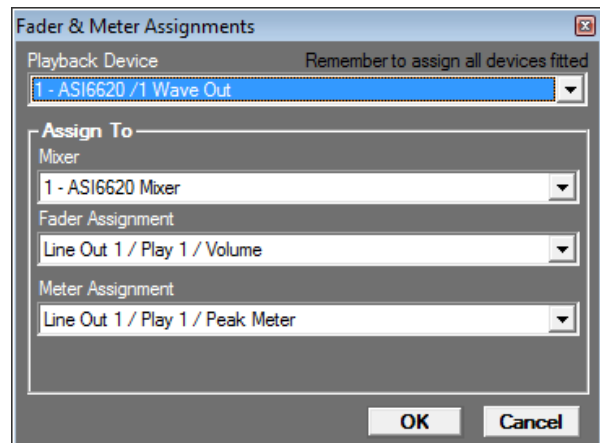 Fader & Meter Assignments
Playback Device Remember to assign all devices fitted
1 - ASI6620 /1 Wave Out
Assign To
Mixer
1 - ASI6620 Mixer
Fader Assignment
Line Out 1 / Play 1 / Volume
Meter Assignment
Line Out 1 / Play 1 / Peak Meter
OK Cancel